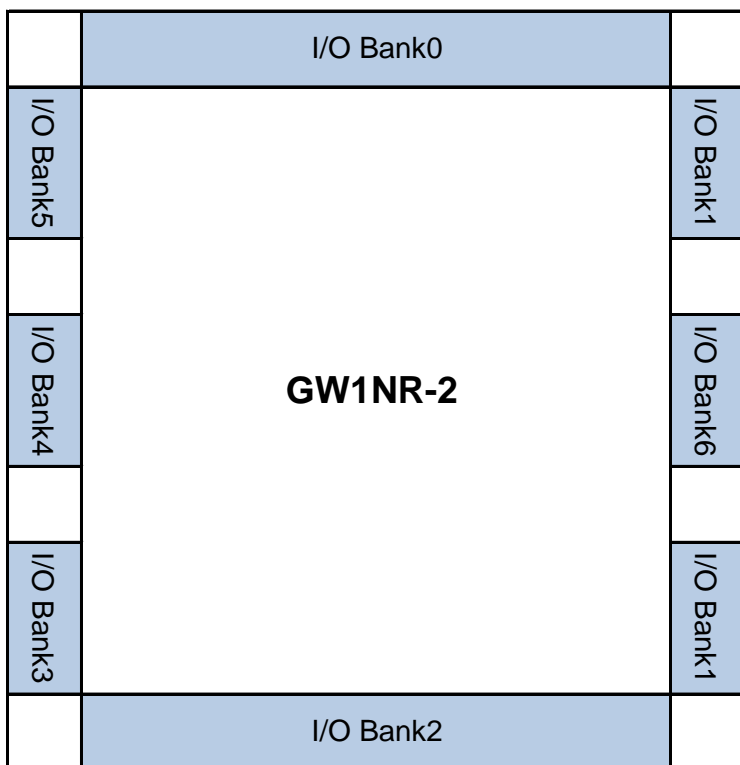 I/O Bank0
I/O Bank5
I/O Bank1
I/O Bank4
GW1NR-2
I/O Bank6
I/O Bank3
I/O Bank1
I/O Bank2